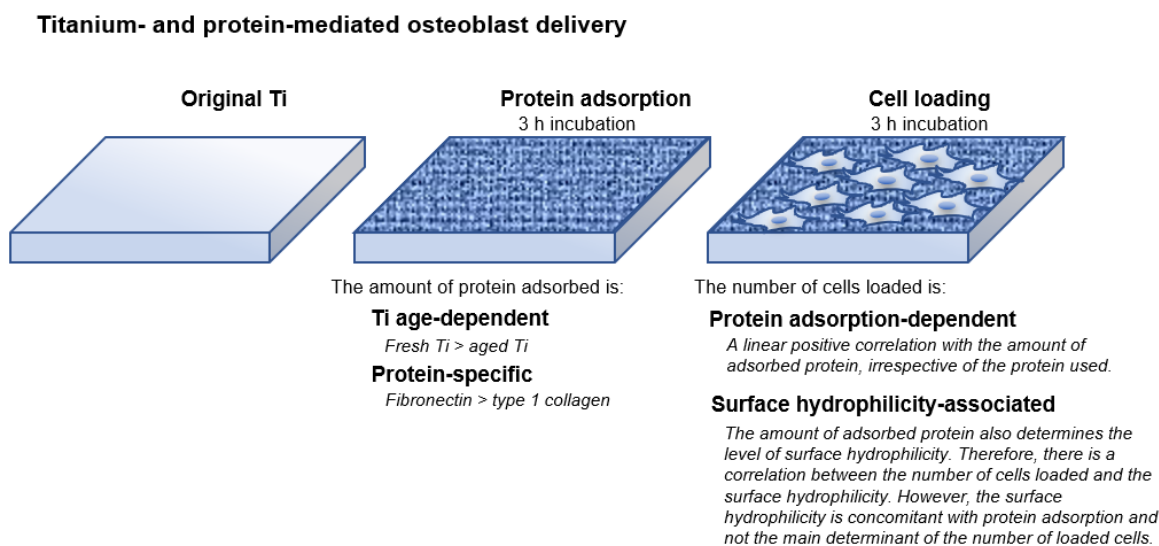 Titanium- and protein-mediated osteoblast delivery
Original Ti
Protein adsorption
3 h incubation
Cell loading
3 h incubation
The amount of protein adsorbed is:
Ti age-dependent
Fresh Ti > aged Ti
Protein-specific
Fibronectin > type 1 collagen
The number of cells loaded is:
Protein adsorption-dependent
A linear positive correlation with the amount of
adsorbed protein, irrespective of the protein used.
Surface hydrophilicity-associated
The amount of adsorbed protein also determines the
level of surface hydrophilicity. Therefore, there is a
correlation between the number of cells loaded and the
surface hydrophilicity. However, the surface
hydrophilicity is concomitant with protein adsorption and
not the main determinant of the number of loaded cells.